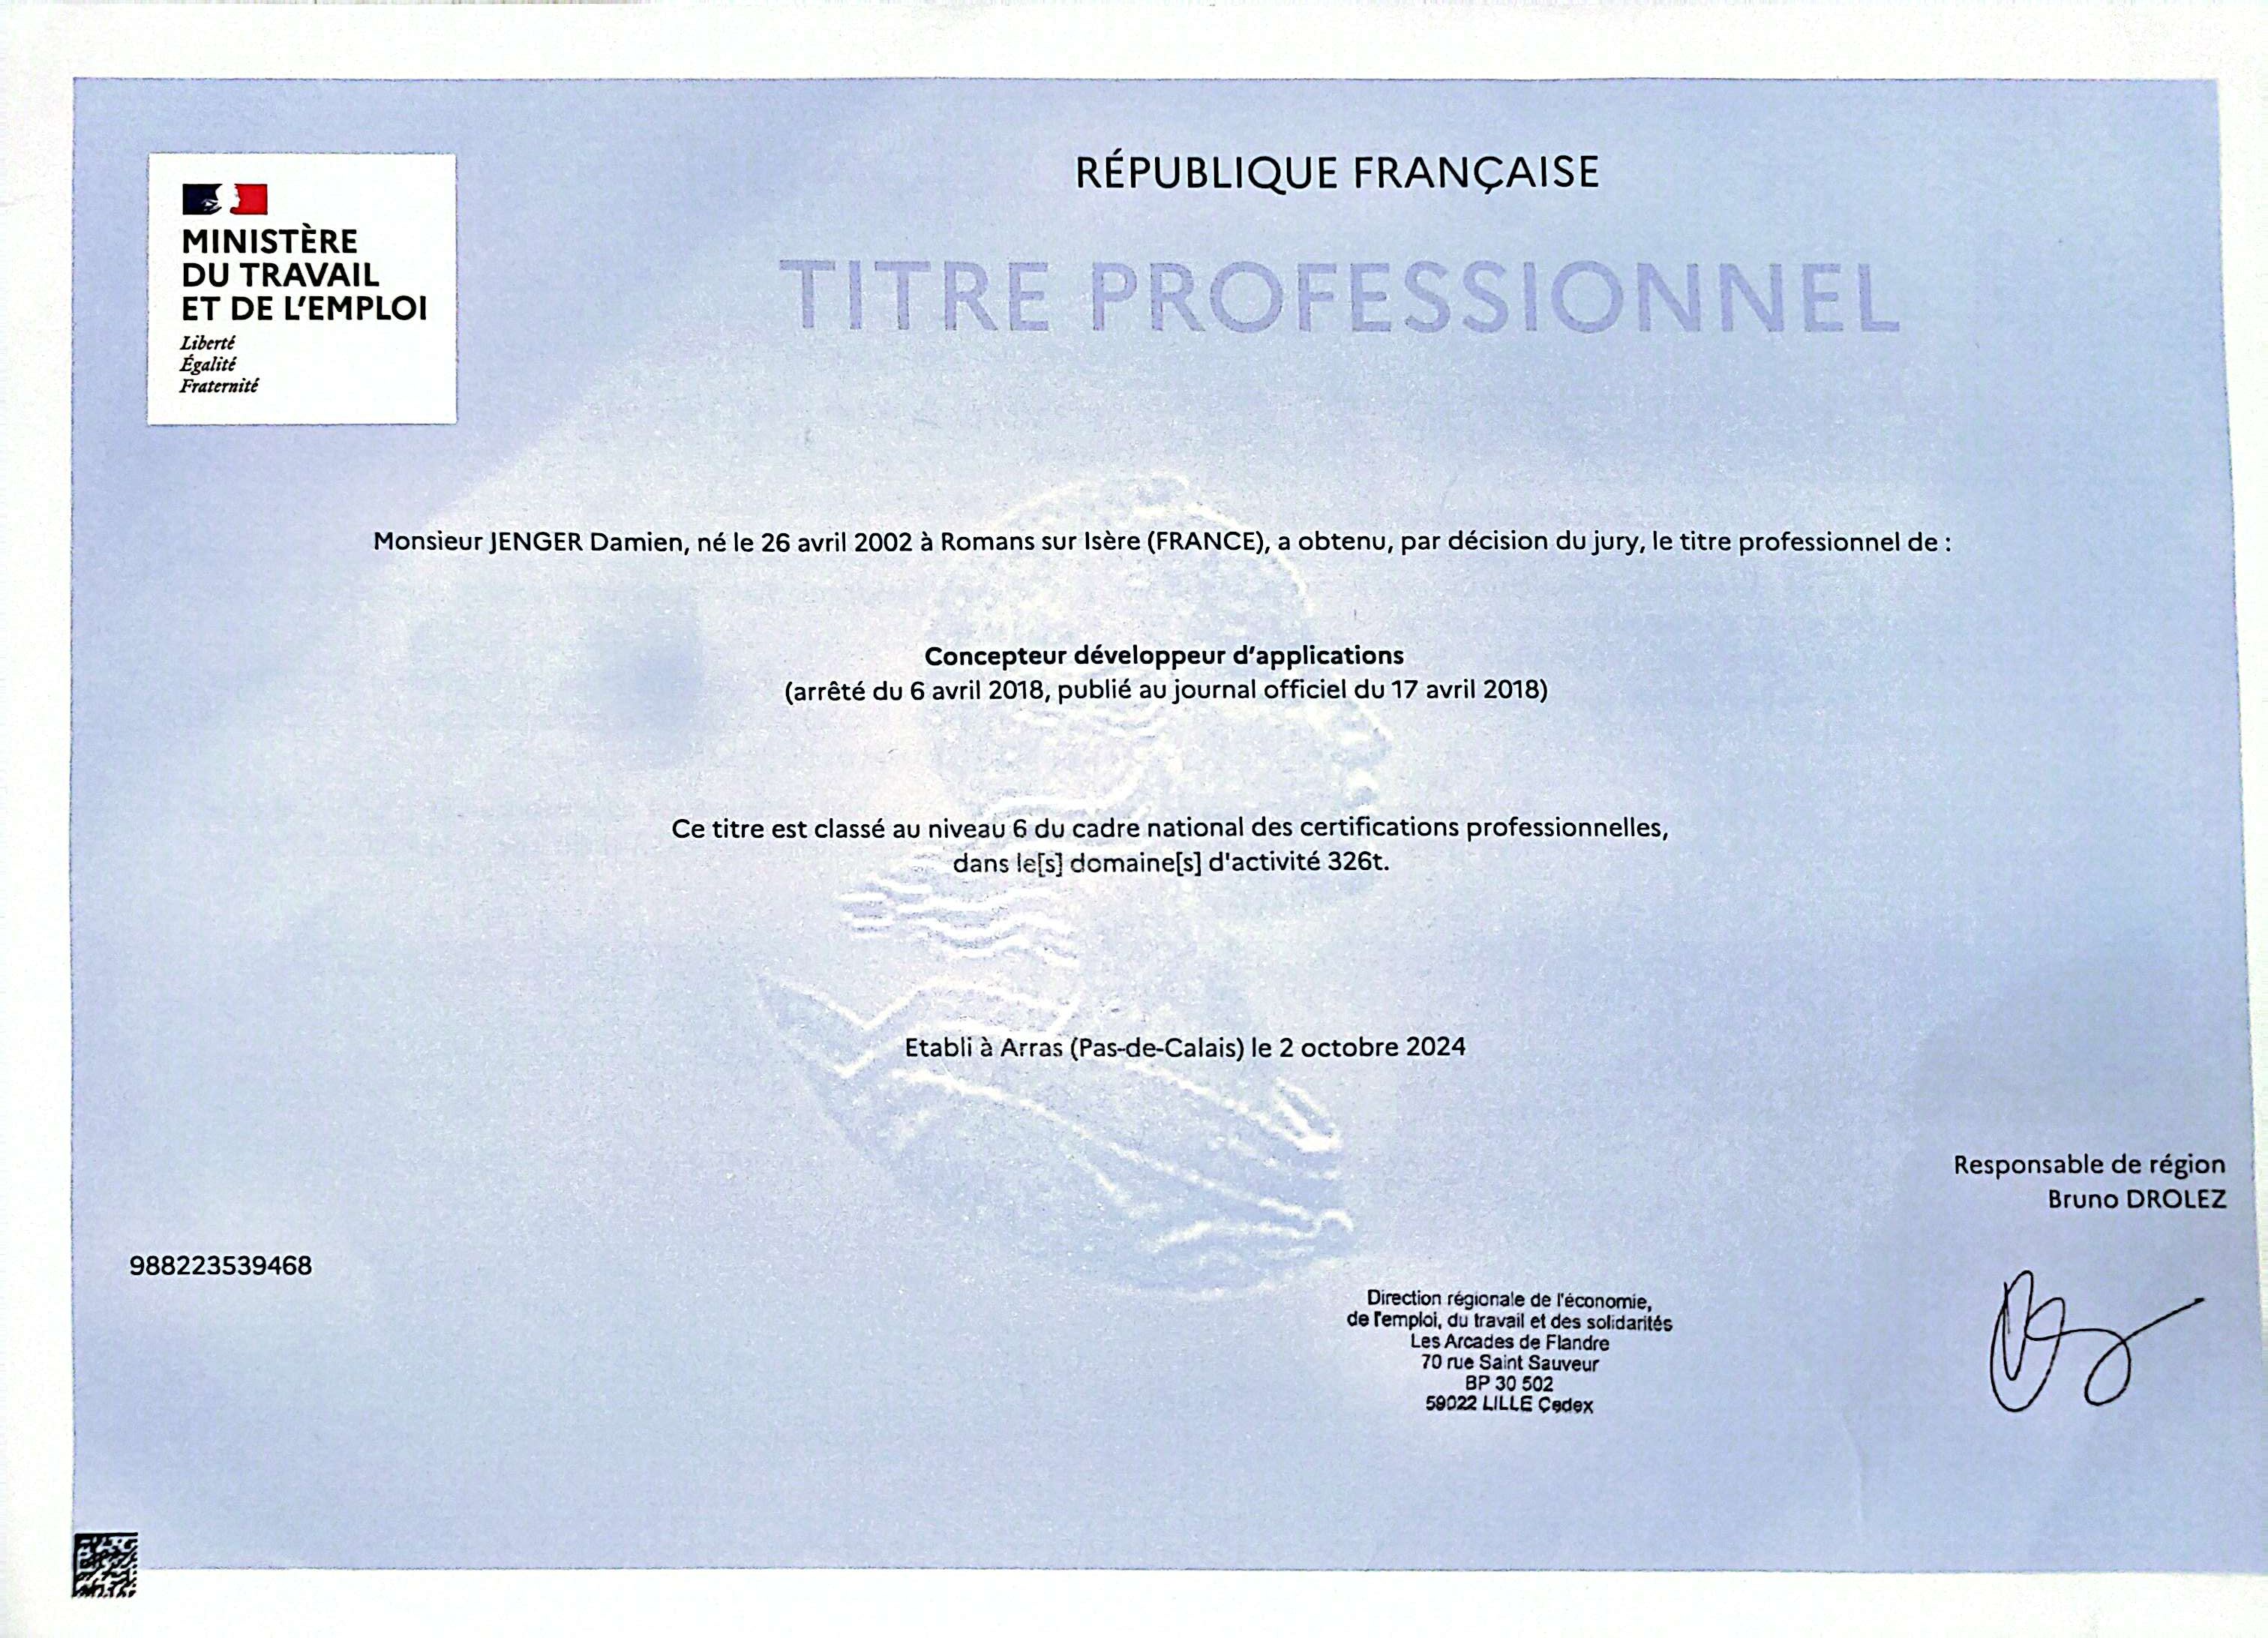 MINISTÈRE
DU TRAVAIL
ET DE L'EMPLOI
Liberté
Égalité
Fraternité
RÉPUBLIQUE FRANÇAISE
TITRE PROFESSIONNEL
Monsieur JENGER Damien, né le 26 avril 2002 à Romans sur Isère (FRANCE), a obtenu, par décision du jury, le titre professionnel de :
Concepteur développeur d'applications
(arrêté du 6 avril 2018, publié au journal officiel du 17 avril 2018)
Ce titre est classé au niveau 6 du cadre national des certifications professionnelles,
dans le[s] domaine[s] d'activité 326t.
Etabli à Arras (Pas-de-Calais) le 2 octobre 2024
Responsable de région
Bruno DROLEZ
988223539468
Direction régionale de l'économie,
de l'emploi, du travail et des solidarités
Les Arcades de Flandre
70 rue Saint Sauveur
BP 30 502
59022 LILLE Cedex